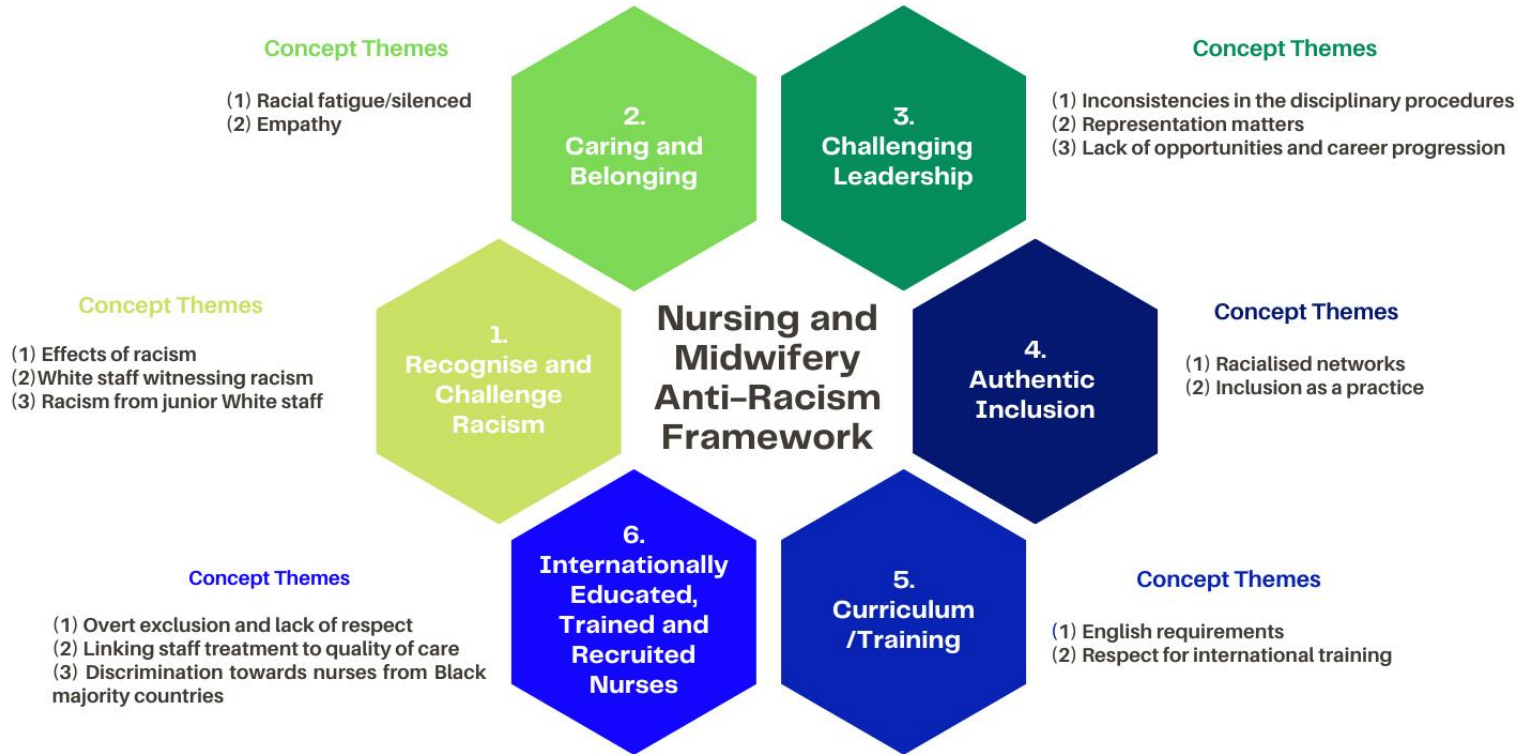 Concept Themes
(1) Racial fatigue/silenced
(2) Empathy
2.
Caring and
Belonging
3.
Challenging
Leadership
Concept Themes
(1) Inconsistencies in the disciplinary procedures
(2) Representation matters
(3) Lack of opportunities and career progression
Concept Themes
(1) Effects of racism
(2)White staff witnessing racism
(3) Racism from junior White staff
1.
Recognise and
Challenge
Racism
Nursing and
Midwifery
Anti-Racism
Framework
4.
Authentic
Inclusion
Concept Themes
(1) Racialised networks
(2) Inclusion as a practice
Concept Themes
(1) Overt exclusion and lack of respect
(2) Linking staff treatment to quality of care
(3) Discrimination towards nurses from Black
majority countries
6.
Internationally
Educated,
Trained and
Recruited
Nurses
5.
Curriculum
/Training
Concept Themes
(1) English requirements
(2) Respect for international training